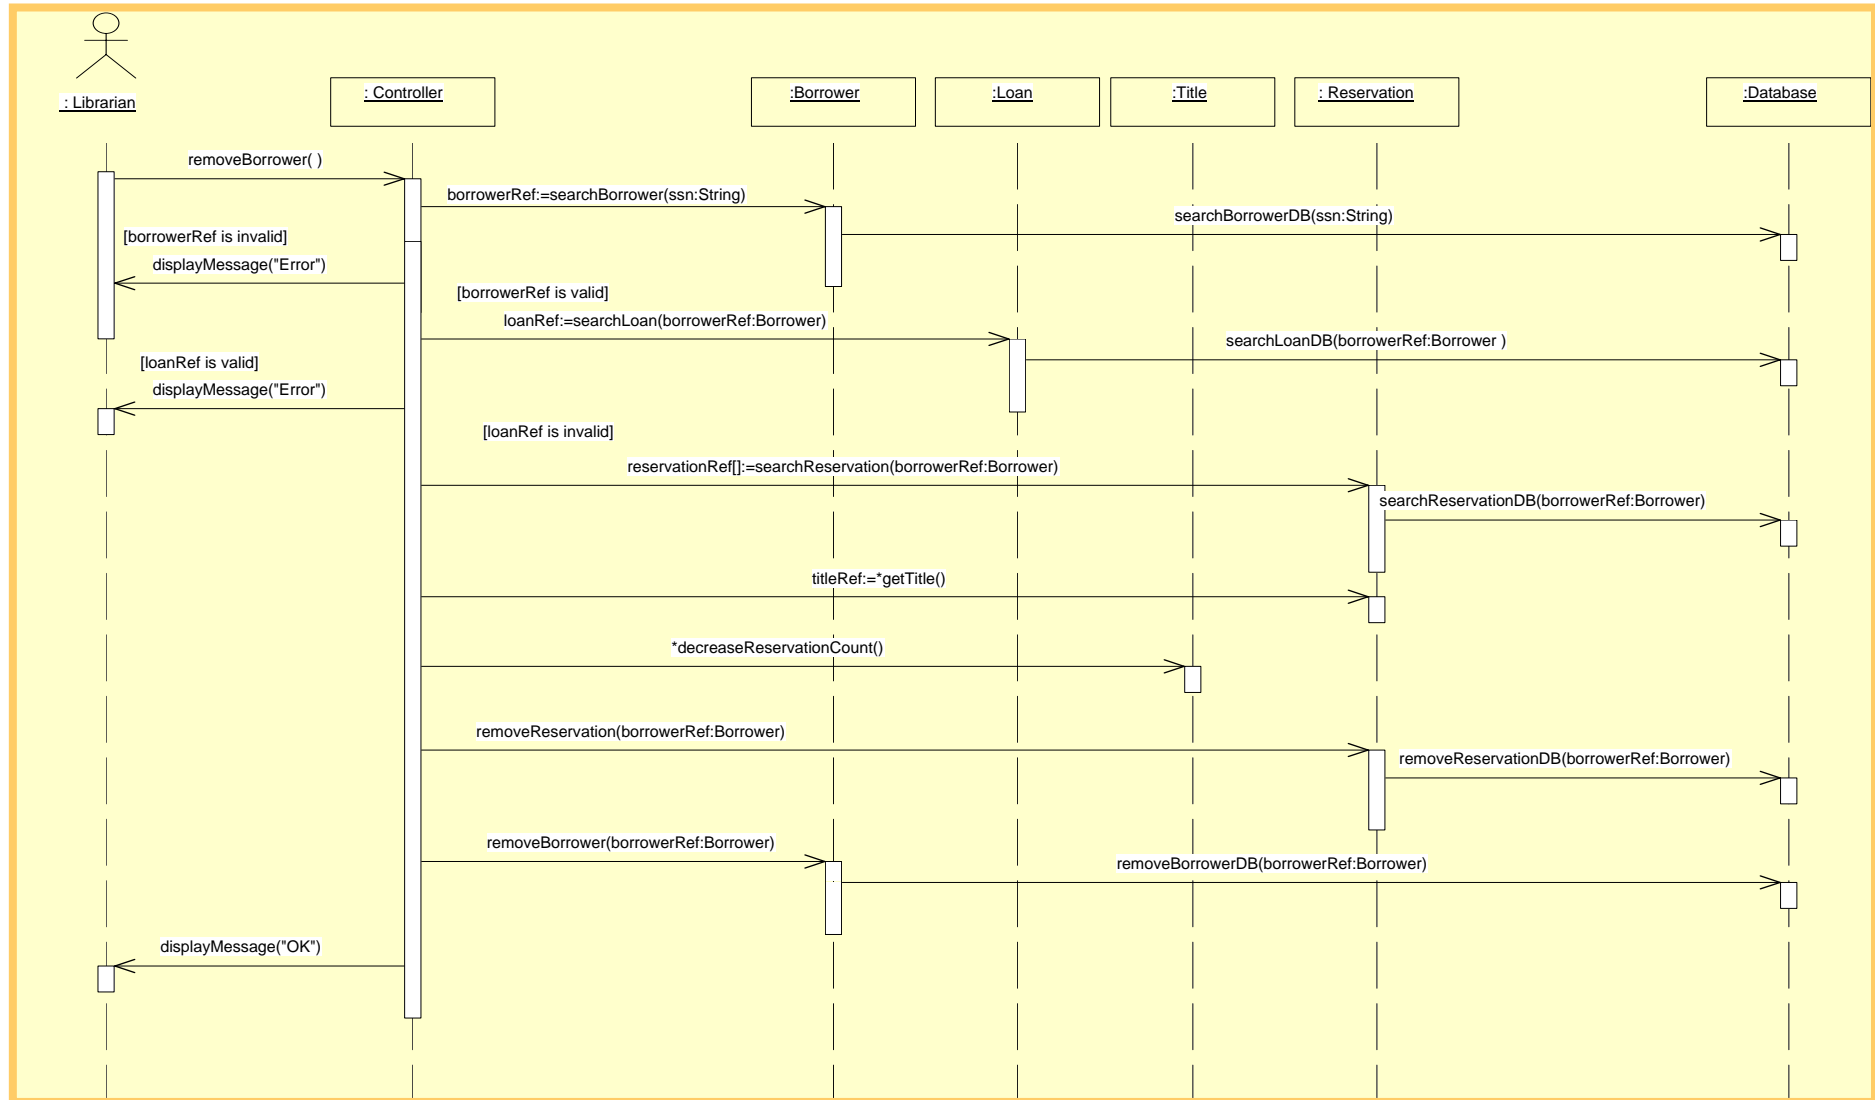 : Librarian
: Controller
:Borrower
:Loan
:Title
: Reservation
:Database
removeBorrower( )
borrowerRef:=searchBorrower(ssn:String)
searchBorrowerDB(ssn:String)
[borrowerRef is invalid]
displayMessage("Error")
[borrowerRef is valid]
loanRef:=searchLoan(borrowerRef:Borrower)
searchLoanDB(borrowerRef:Borrower )
[loanRef is valid]
displayMessage("Error")
[loanRef is invalid]
reservationRef[]:=searchReservation(borrowerRef:Borrower)
searchReservationDB(borrowerRef:Borrower)
titleRef:=*getTitle()
*decreaseReservationCount()
removeReservation(borrowerRef:Borrower)
removeReservationDB(borrowerRef:Borrower)
removeBorrower(borrowerRef:Borrower)
removeBorrowerDB(borrowerRef:Borrower)
displayMessage("OK")